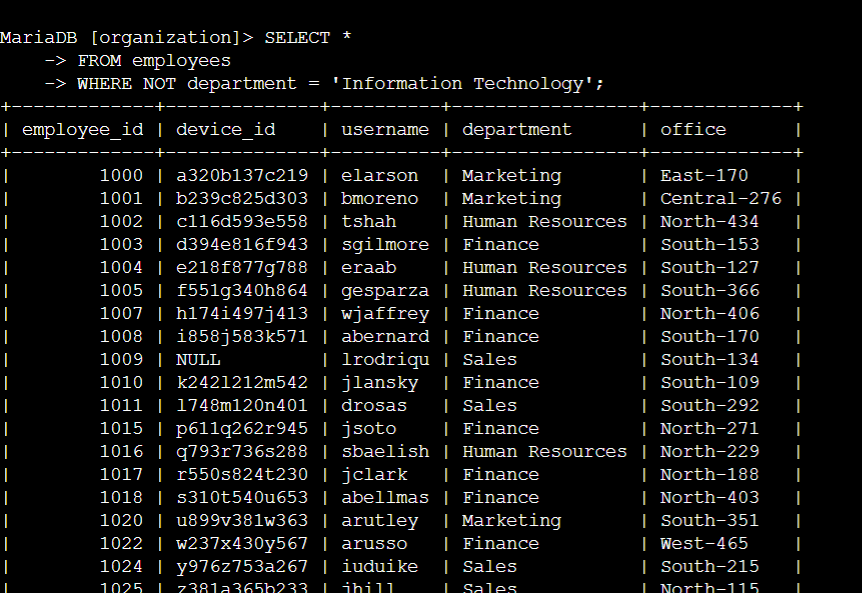 MariaDB [organization]> SELECT *
    -> FROM employees
    -> WHERE NOT department = 'Information Technology';
+-------------+--------------+----------+-----------------+-------------+
| employee_id | device_id    | username | department      | office      |
+-------------+--------------+----------+-----------------+-------------+
|        1000 | a320b137c219 | elarson  | Marketing       | East-170    |
|        1001 | b239c825d303 | bmoreno  | Marketing       | Central-276 |
|        1002 | c116d593e558 | tshah    | Human Resources | North-434   |
|        1003 | d394e816f943 | sgilmore | Finance         | South-153   |
|        1004 | e218f877g788 | eraab    | Human Resources | South-127   |
|        1005 | f551g340h864 | gesparza | Human Resources | South-366   |
|        1007 | h174i497j413 | wjaffrey | Finance         | North-406   |
|        1008 | i858j583k571 | abernard | Finance         | South-170   |
|        1009 | NULL         | lrodriqu | Sales           | South-134   |
|        1010 | k242l212m542 | jlansky  | Finance         | South-109   |
|        1011 | l748m120n401 | drosas   | Sales           | South-292   |
|        1015 | p611q262r945 | jsoto    | Finance         | North-271   |
|        1016 | q793r736s288 | sbaelish | Human Resources | North-229   |
|        1017 | r550s824t230 | jclark   | Finance         | North-188   |
|        1018 | s310t540u653 | abellmas | Finance         | North-403   |
|        1020 | u899v381w363 | arutley  | Marketing       | South-351   |
|        1022 | w237x430y567 | arusso   | Finance         | West-465    |
|        1024 | y976z753a267 | iuduike  | Sales           | South-215   |
|        1025 | z381a365b233 | jhill    | Sales           | North-115   |